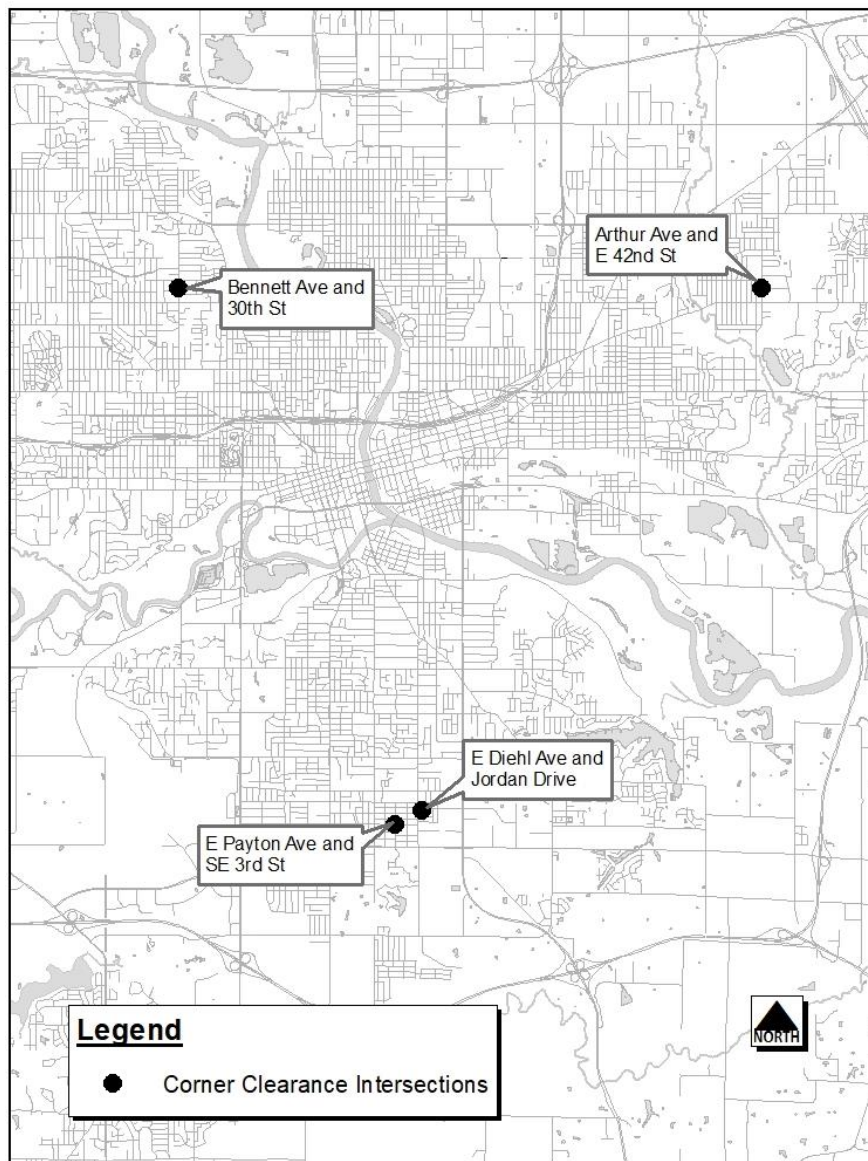 Arthur Ave and
E 42nd St
Bennett Ave and
30th St
E Diehl Ave and
Jordan Drive
E Payton Ave and
SE 3rd St
Legend
Corner Clearance Intersections
NORTH